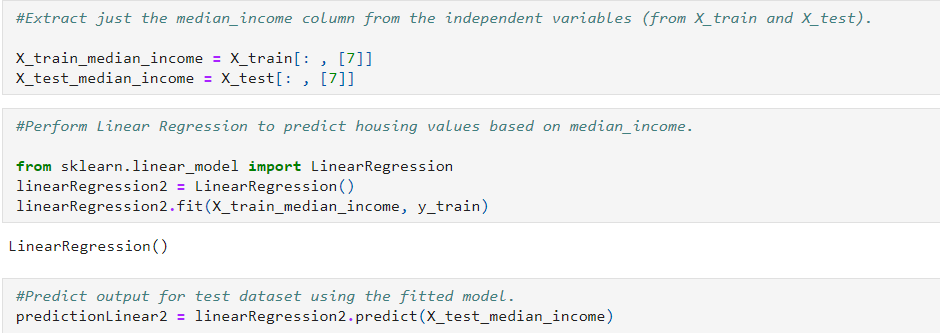 #Extract just the median_income column from the independent variables (from X_train and X_test).
X_train_median_income = X_train[: , [7]]
X_test_median_income = X_test[: , [7]]
#Perform Linear Regression to predict housing values based on median_income.
from sklearn.linear_model import LinearRegression
linearRegression2 = LinearRegression()
linearRegression2.fit(X_train_median_income, y_train)
LinearRegression()
#Predict output for test dataset using the fitted model.
predictionLinear2 = linearRegression2.predict(X_test_median_income)